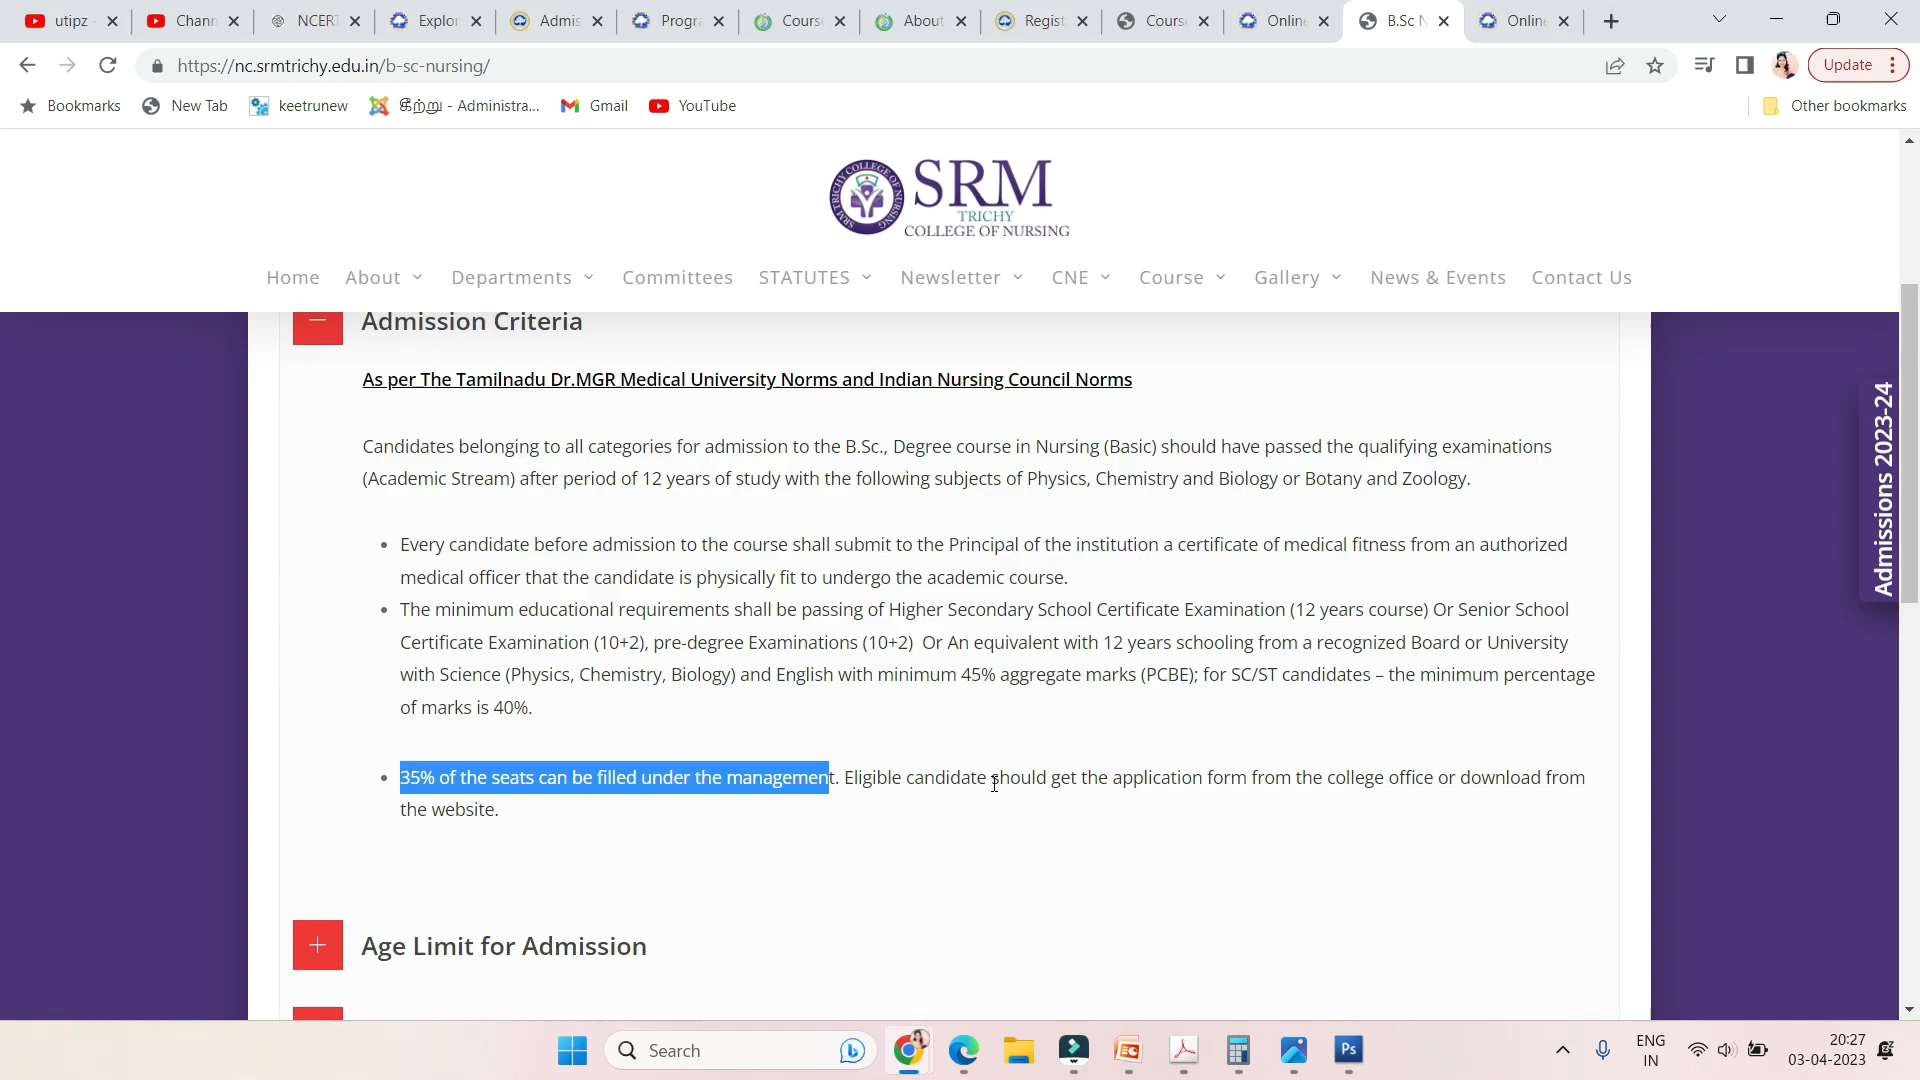 utipz
Chann
NCERT
Explor
Admis
Progra
Course
About
Regist
Course
Online
B.Sc N
Online
https://nc.srmtrichy.edu.in/b-sc-nursing/
Update
Bookmarks
New Tab
keetrunew
கீற்று - Administra...
Gmail
YouTube
Other bookmarks
SRM TRICHY COLLEGE OF NURSING
SRM
TRICHY
COLLEGE OF NURSING
Home
About
Departments
Committees
STATUTES
Newsletter
CNE
Course
Gallery
News & Events
Contact Us
Admission Criteria
As per The Tamilnadu Dr.MGR Medical University Norms and Indian Nursing Council Norms
Candidates belonging to all categories for admission to the B.Sc., Degree course in Nursing (Basic) should have passed the qualifying examinations
(Academic Stream) after period of 12 years of study with the following subjects of Physics, Chemistry and Biology or Botany and Zoology.
• Every candidate before admission to the course shall submit to the Principal of the institution a certificate of medical fitness from an authorized
medical officer that the candidate is physically fit to undergo the academic course.
• The minimum educational requirements shall be passing of Higher Secondary School Certificate Examination (12 years course) Or Senior School
Certificate Examination (10+2), pre-degree Examinations (10+2) Or An equivalent with 12 years schooling from a recognized Board or University
with Science (Physics, Chemistry, Biology) and English with minimum 45% aggregate marks (PCBE); for SC/ST candidates – the minimum percentage
of marks is 40%.
• 35% of the seats can be filled under the management. Eligible candidate should get the application form from the college office or download from
the website.
Age Limit for Admission
Admissions 2023-24
Search
Ps
ENG
IN
20:27
03-04-2023